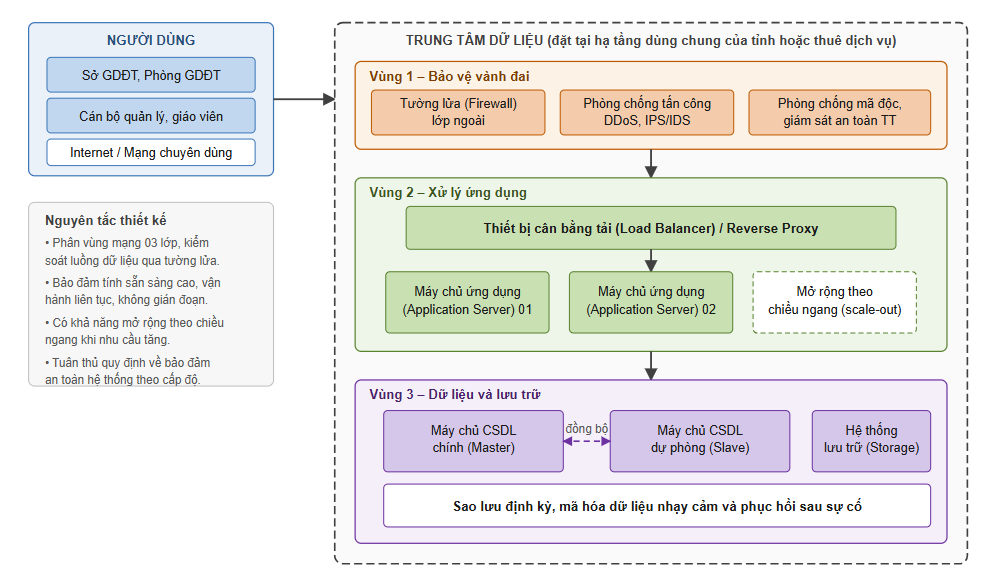 NGƯỜI DÙNG
Sở GDĐT, Phòng GDĐT
Cán bộ quản lý, giáo viên
Internet / Mạng chuyên dùng
Nguyên tắc thiết kế
• Phân vùng mạng 03 lớp, kiểm
soát luồng dữ liệu qua tường lửa.
• Bảo đảm tính sẵn sàng cao, vận
hành liên tục, không gián đoạn.
• Có khả năng mở rộng theo chiều
ngang khi nhu cầu tăng.
• Tuân thủ quy định về bảo đảm
an toàn hệ thống theo cấp độ.
TRUNG TÂM DỮ LIỆU (đặt tại hạ tầng dùng chung của tỉnh hoặc thuê dịch vụ)
Vùng 1 – Bảo vệ vành đai
Tường lửa (Firewall)
lớp ngoài
Phòng chống tấn công
DDoS, IPS/IDS
Phòng chống mã độc,
giám sát an toàn TT
Vùng 2 – Xử lý ứng dụng
Thiết bị cân bằng tải (Load Balancer) / Reverse Proxy
Máy chủ ứng dụng
(Application Server) 01
Máy chủ ứng dụng
(Application Server) 02
Mở rộng theo
chiều ngang (scale-out)
Vùng 3 – Dữ liệu và lưu trữ
Máy chủ CSDL
chính (Master)
đồng bộ
Máy chủ CSDL
dự phòng (Slave)
Hệ thống
lưu trữ (Storage)
Sao lưu định kỳ, mã hóa dữ liệu nhạy cảm và phục hồi sau sự cố